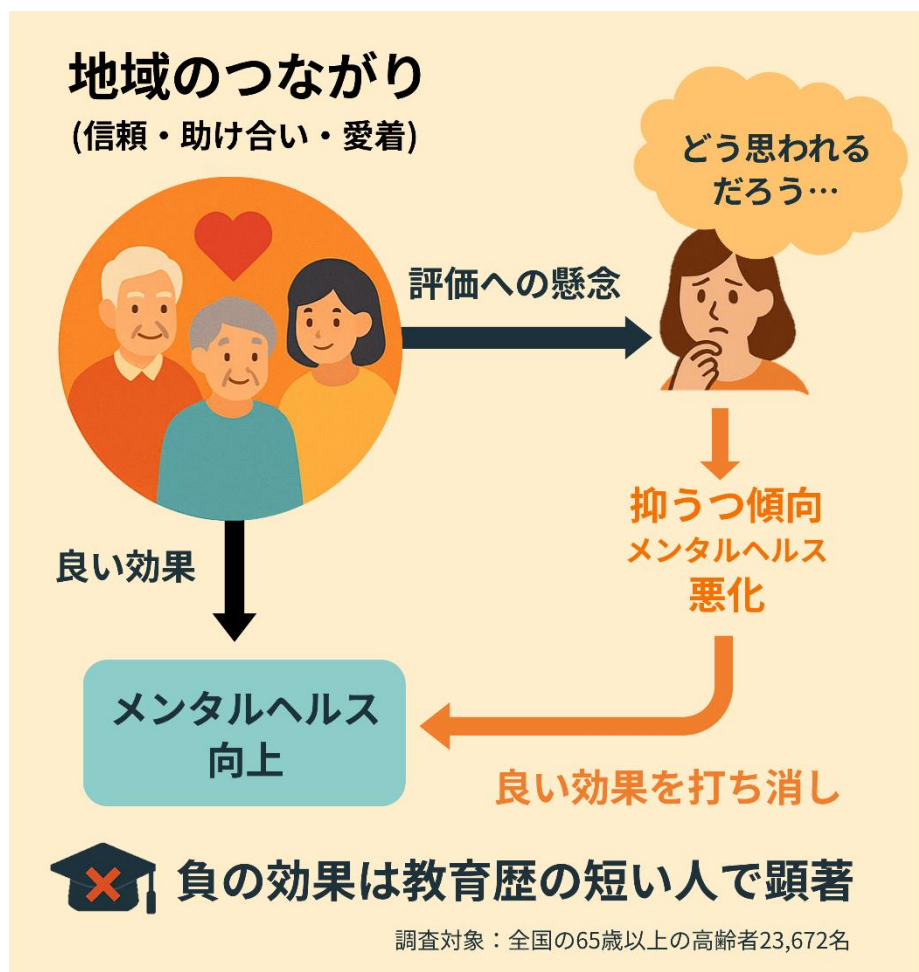 地域のつながり
(信頼・助け合い・愛着)
どう思われる
だろう…
評価への懸念
抑うつ傾向
メンタルヘルス
悪化
良い効果
メンタルヘルス
向上
良い効果を打ち消し
負の効果は教育歴の短い人で顕著
調査対象：全国の65歳以上の高齢者23,672名